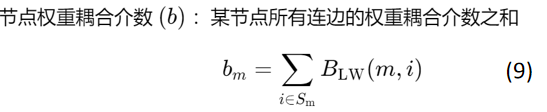 节点权重耦合介数 (b)：某节点所有连边的权重耦合介数之和
b_m = \sum_{i \in S_m} B_{LW}(m, i) (9)